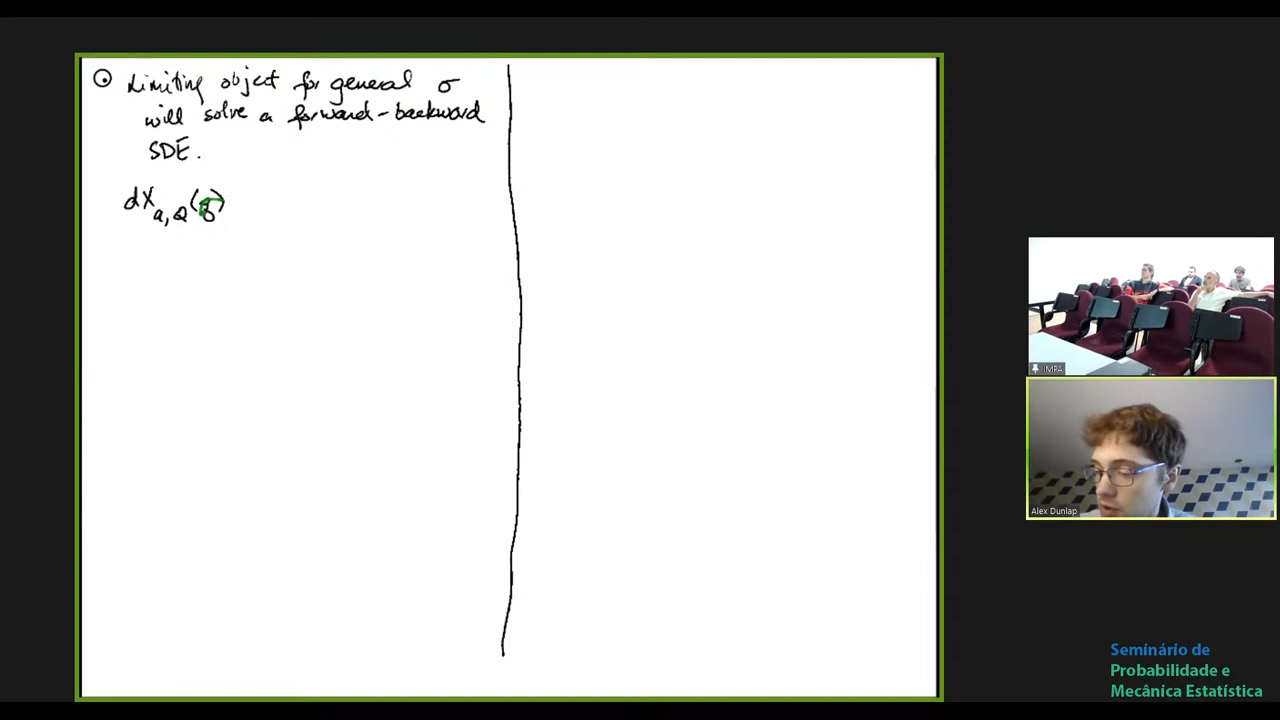 ⊙ Limiting object for general σ
will solve a forward-backward
SDE.
dX_{a,Q}(q)
IMPA
Alex Dunlap
Seminário de
Probabilidade e
Mecânica Estatística